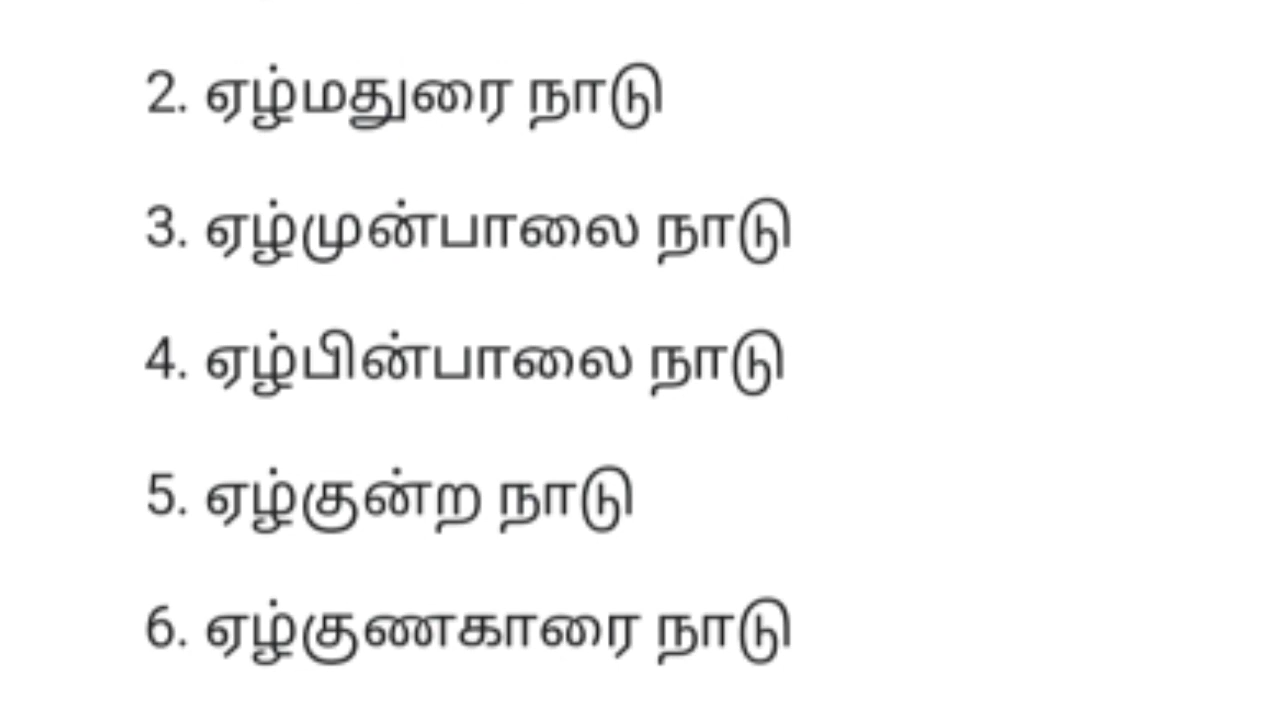 2. ஏழ்மதுரை நாடு
3. ஏழ்முன்பாலை நாடு
4. ஏழ்பின்பாலை நாடு
5. ஏழ்குன்ற நாடு
6. ஏழ்குணகாரை நாடு